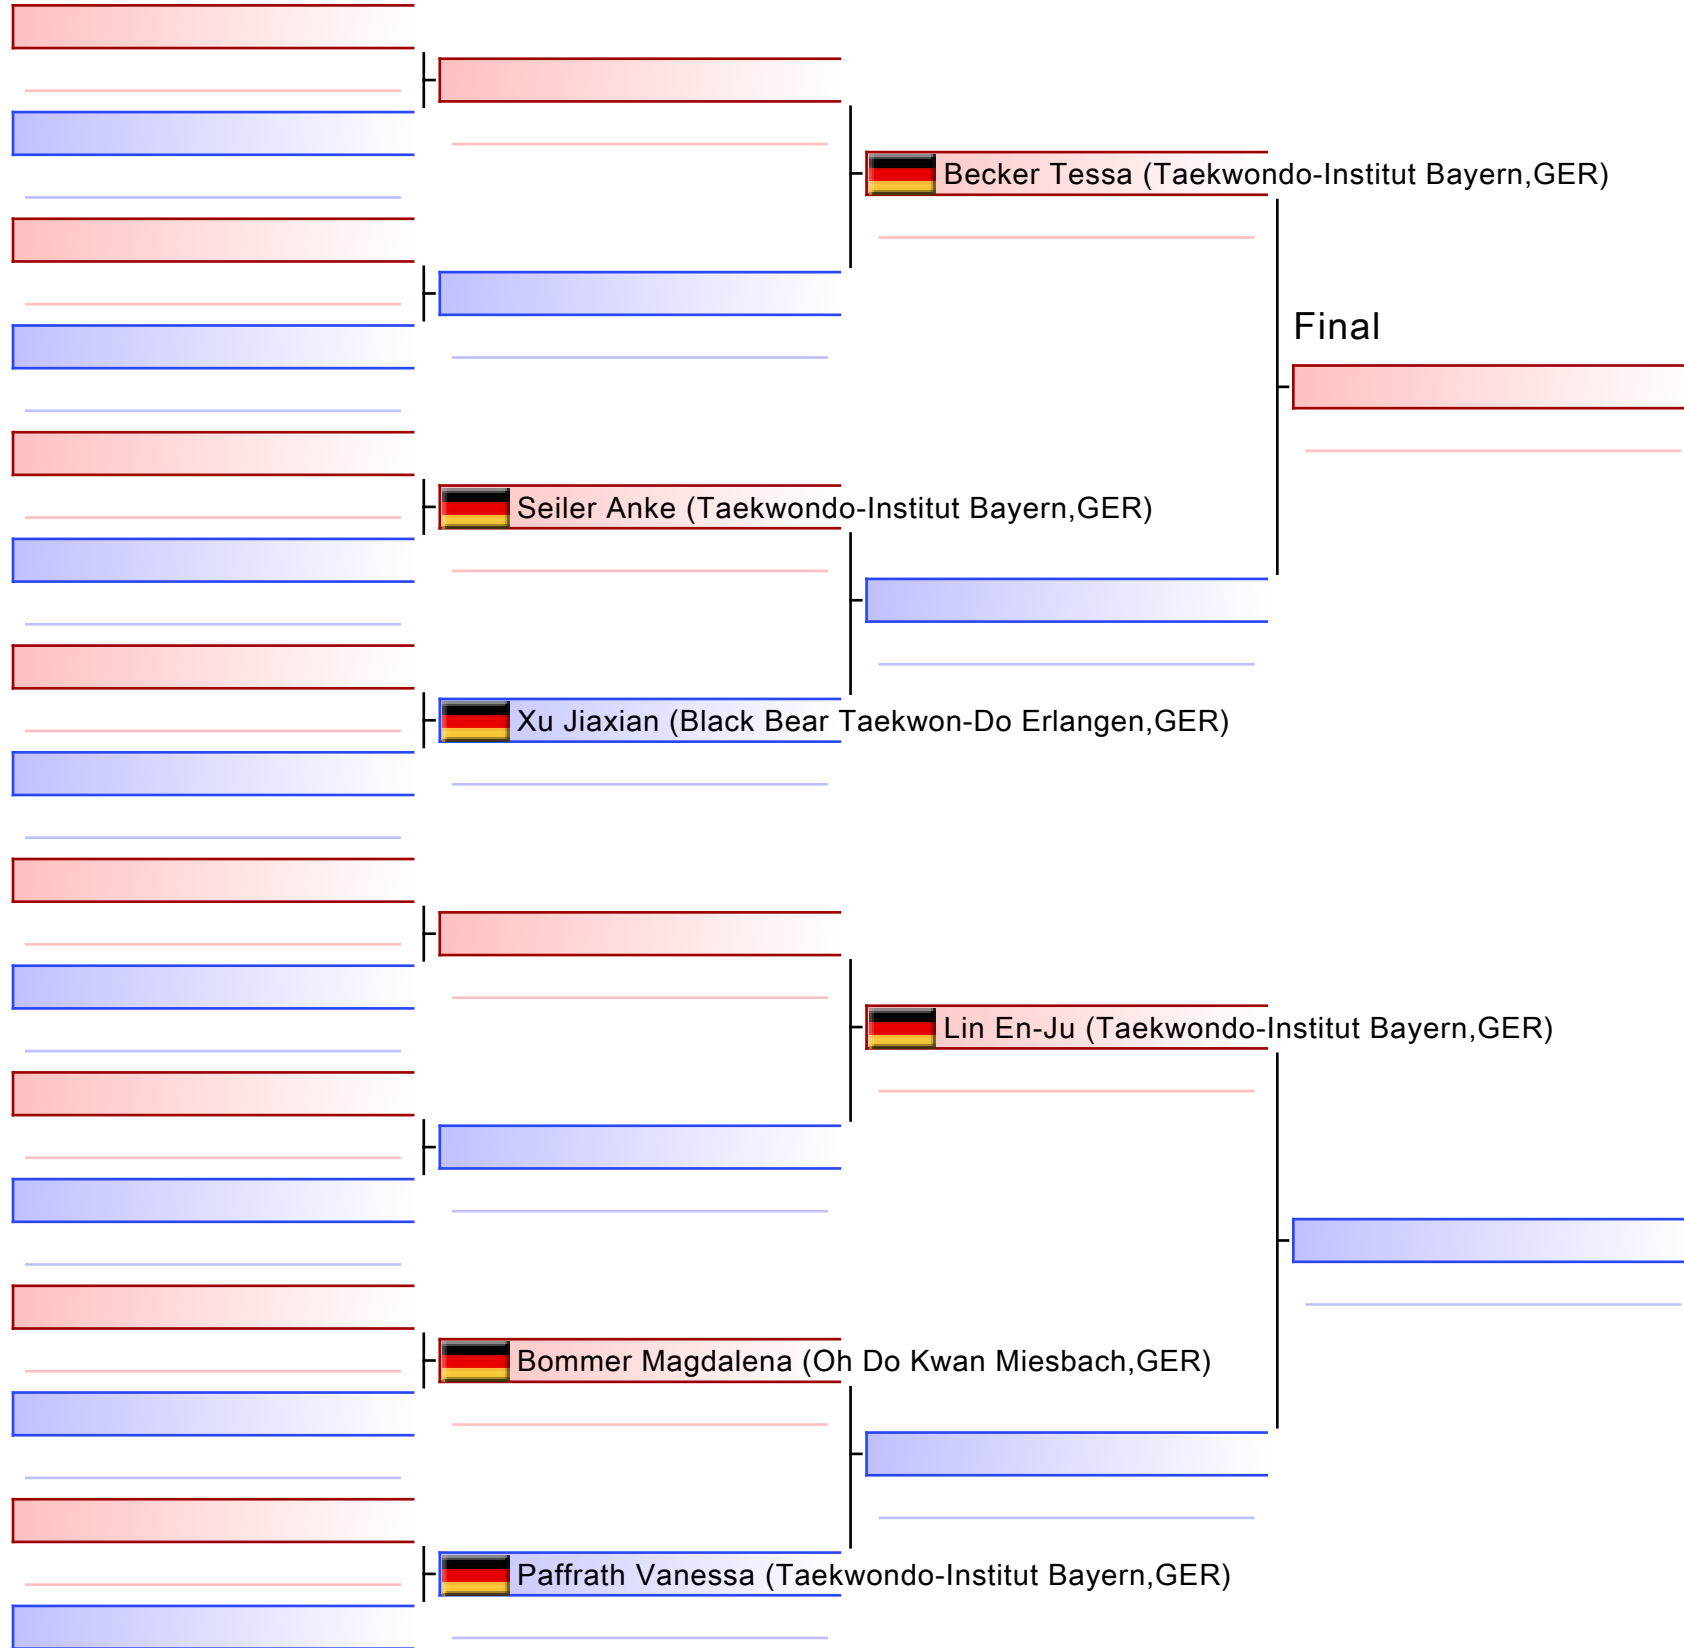 Becker Tessa (Taekwondo-Institut Bayern,GER)
Final
Seiler Anke (Taekwondo-Institut Bayern,GER)
Xu Jiaxian (Black Bear Taekwon-Do Erlangen,GER)
Lin En-Ju (Taekwondo-Institut Bayern,GER)
Bommer Magdalena (Oh Do Kwan Miesbach,GER)
Paffrath Vanessa (Taekwondo-Institut Bayern,GER)